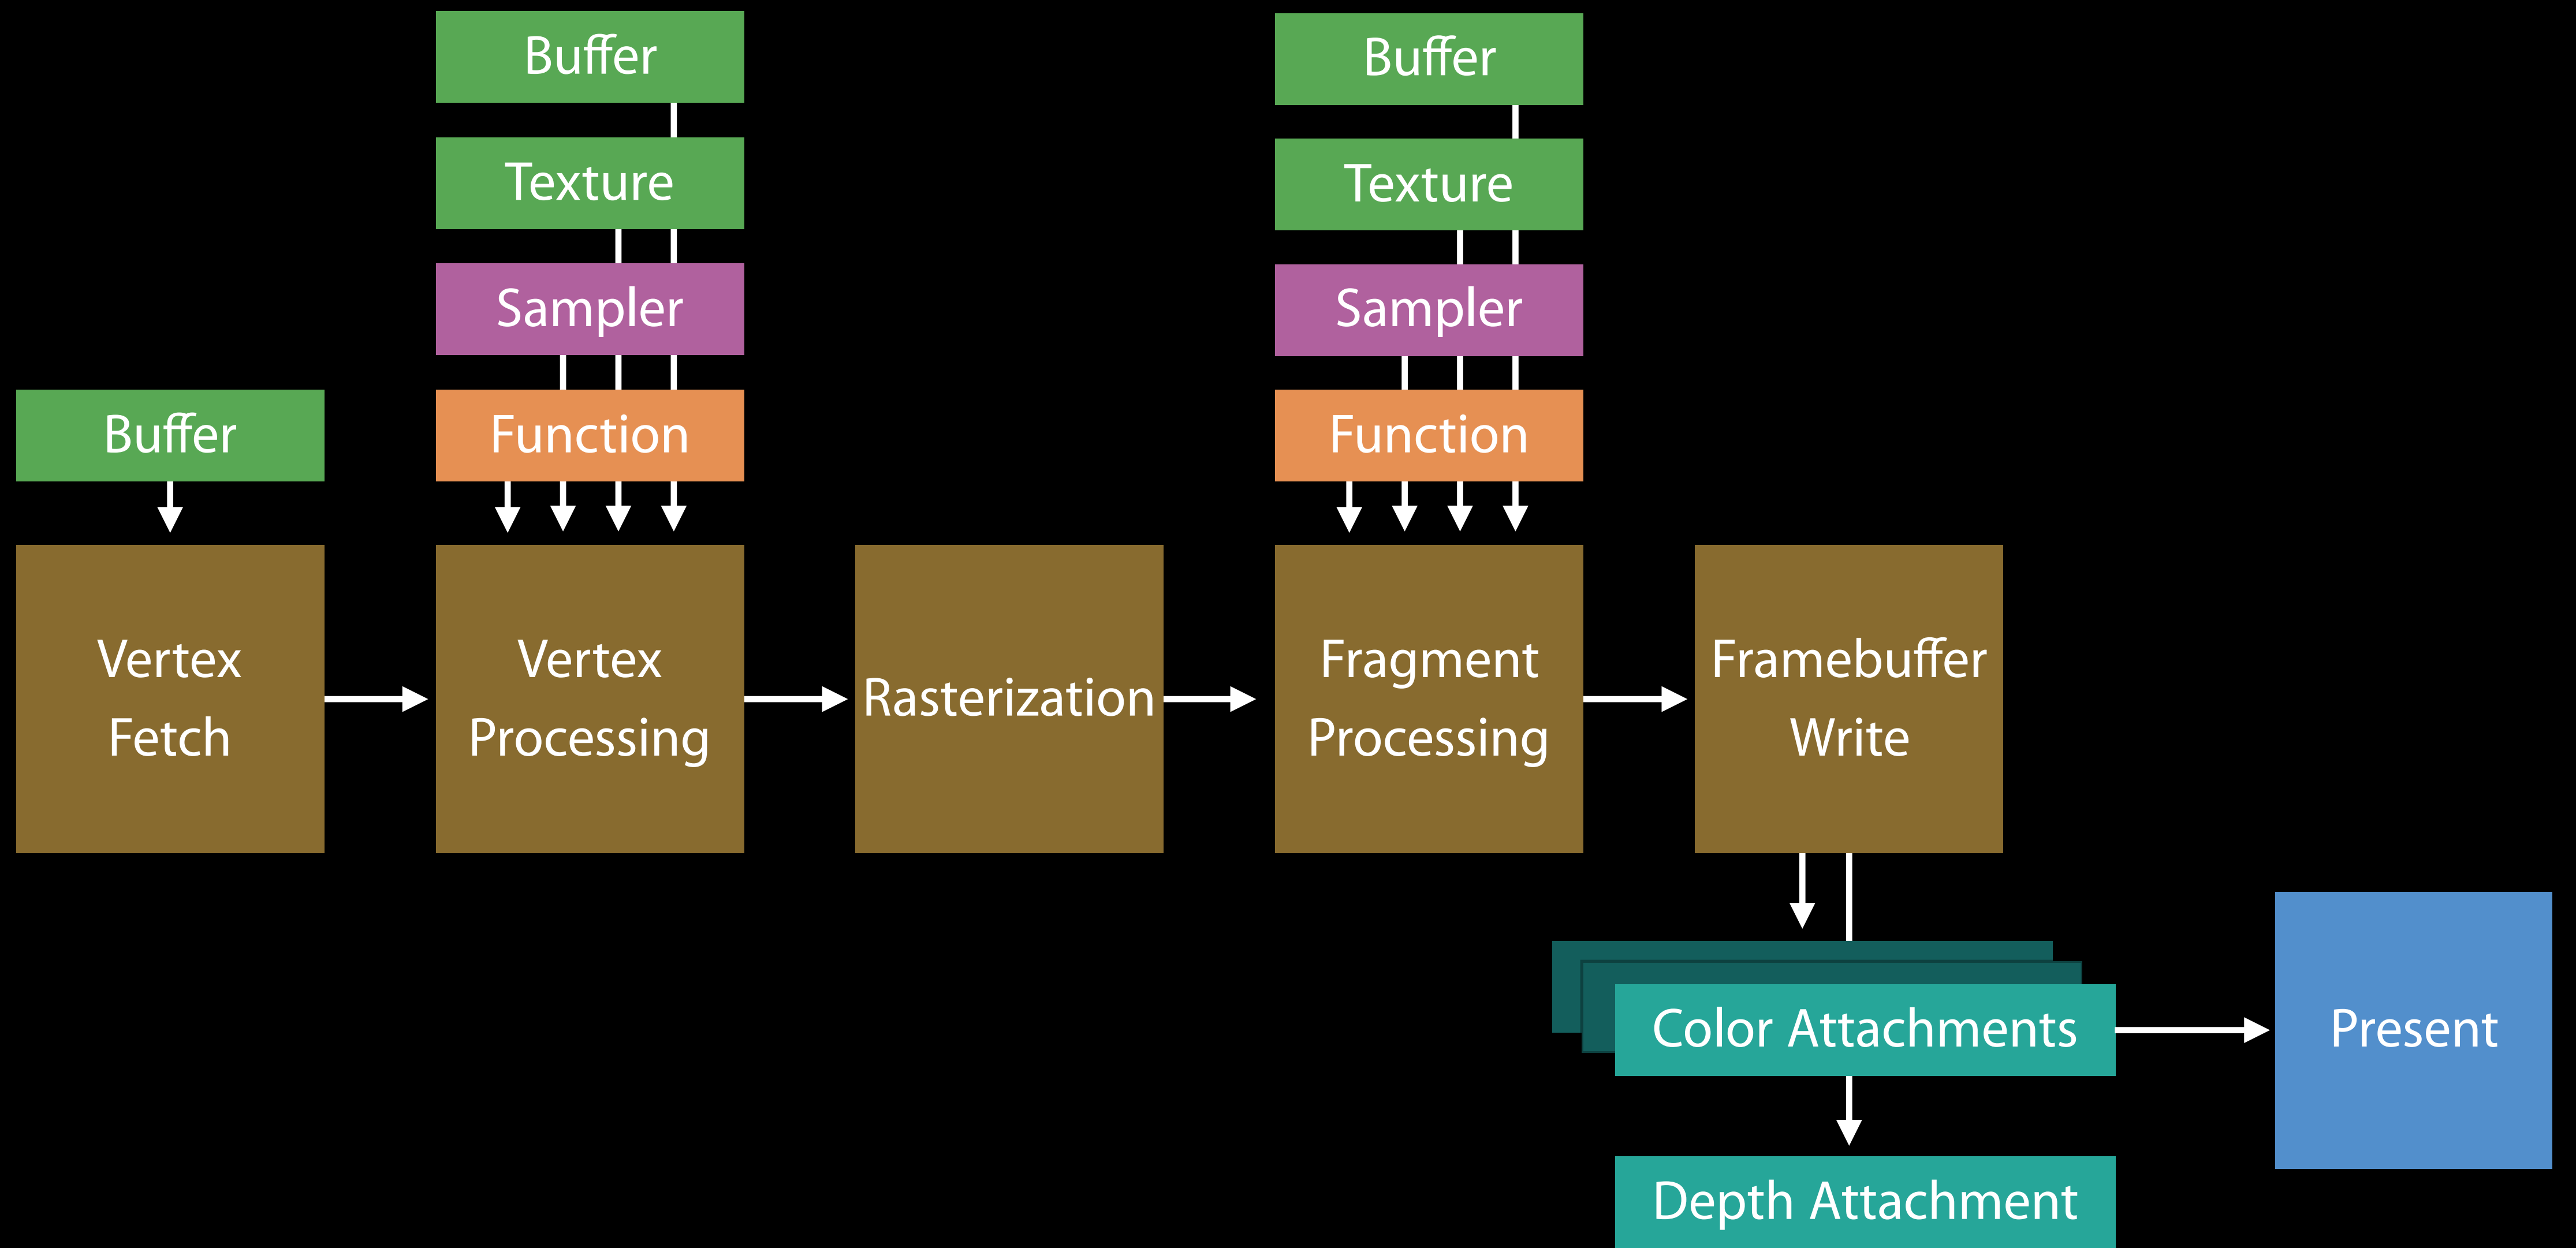 Buffer
Texture
Sampler
Function
Buffer
Texture
Sampler
Function
Buffer
Vertex
Fetch
Vertex
Processing
Rasterization
Fragment
Processing
Framebuffer
Write
Color Attachments
Present
Depth Attachment